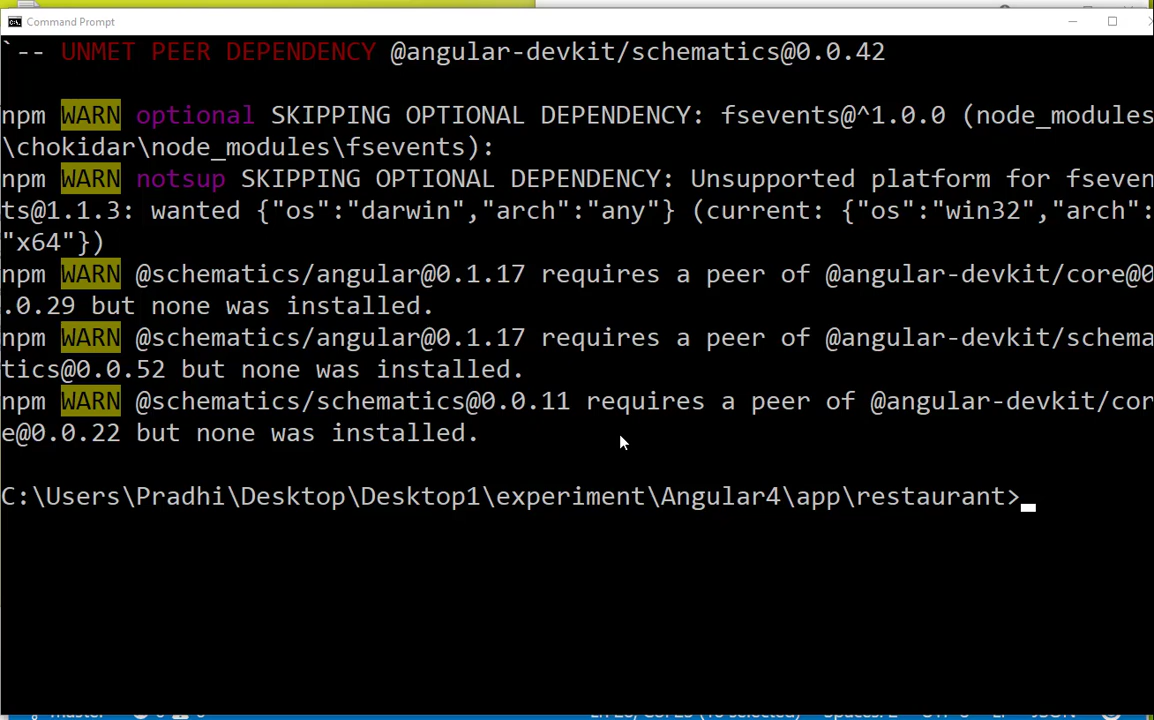 Command Prompt
`-- UNMET PEER DEPENDENCY @angular-devkit/schematics@0.0.42
npm WARN optional SKIPPING OPTIONAL DEPENDENCY: fsevents@^1.0.0 (node_modules
\chokidar\node_modules\fsevents):
npm WARN notsup SKIPPING OPTIONAL DEPENDENCY: Unsupported platform for fseven
ts@1.1.3: wanted {"os":"darwin","arch":"any"} (current: {"os":"win32","arch":
"x64"})
npm WARN @schematics/angular@0.1.17 requires a peer of @angular-devkit/core@0
.0.29 but none was installed.
npm WARN @schematics/angular@0.1.17 requires a peer of @angular-devkit/schema
tics@0.0.52 but none was installed.
npm WARN @schematics/schematics@0.0.11 requires a peer of @angular-devkit/cor
e@0.0.22 but none was installed.
C:\Users\Pradhi\Desktop\Desktop1\experiment\Angular4\app\restaurant>